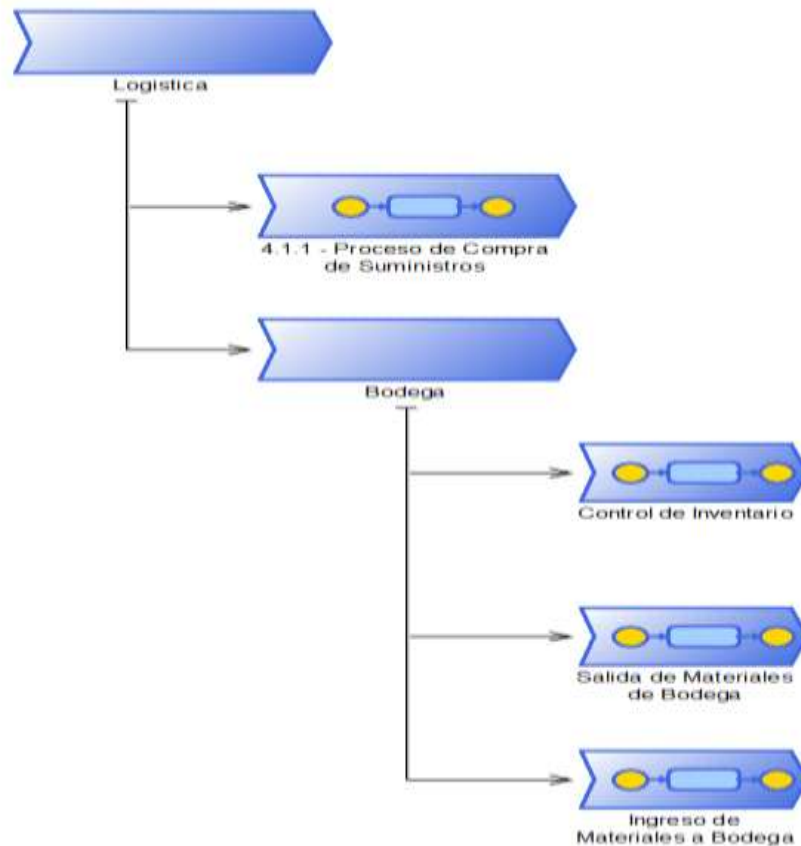 Logistica
4.1.1 - Proceso de Compra
de Suministros
Bodega
Control de Inventario
Salida de Materiales
de Bodega
Ingreso de
Materiales a Bodega